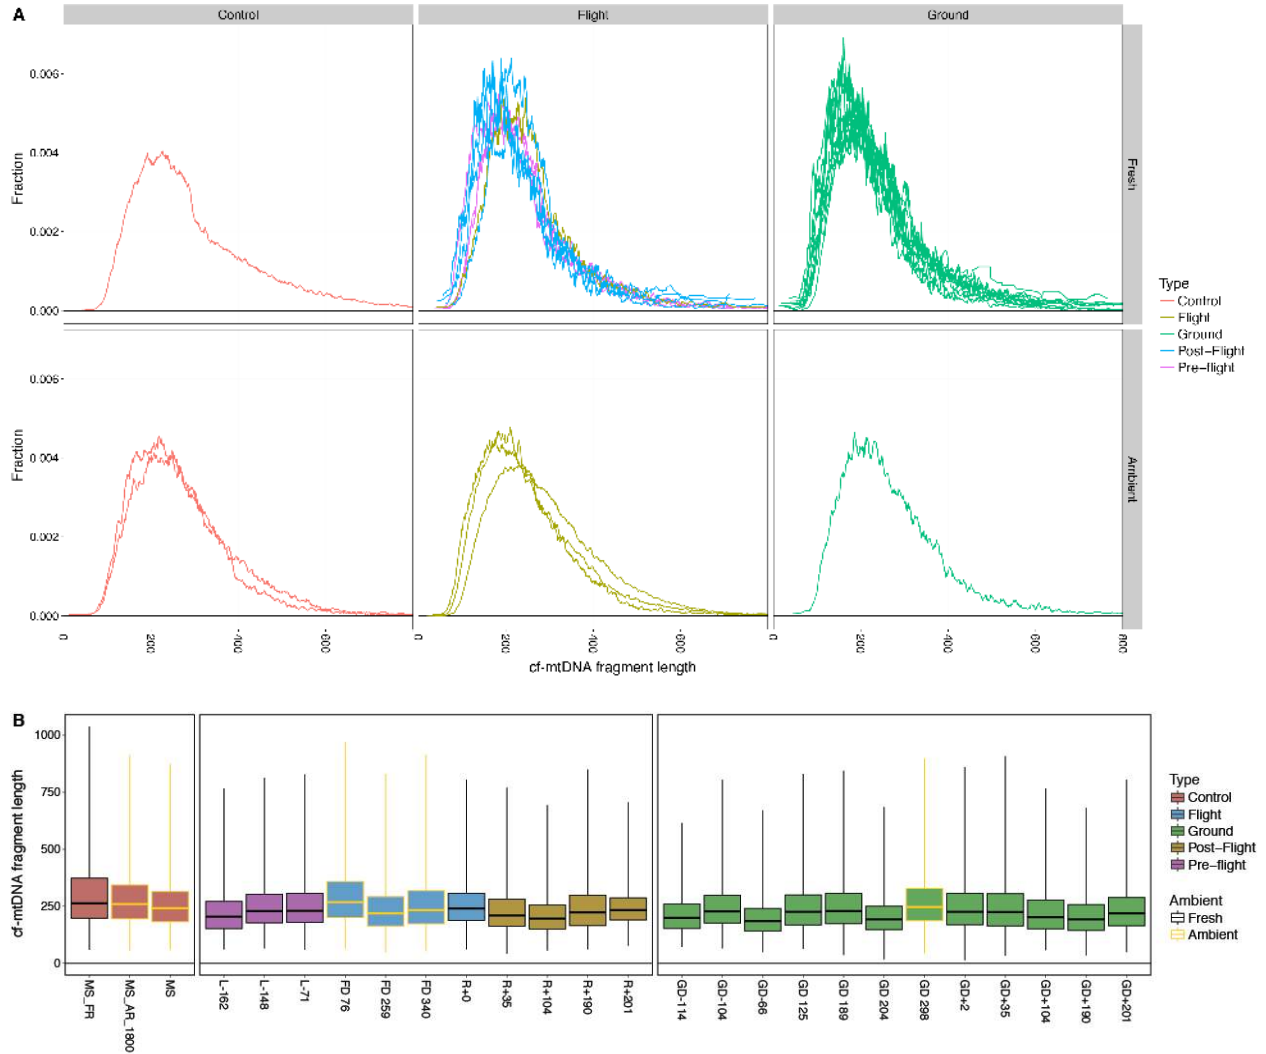 A
Control
Flight
Ground
Fraction
0.006
0.004
0.002
0.000
Fresh
Type
Control
Flight
Ground
Post-Flight
Pre-flight
Fraction
0.006
0.004
0.002
0.000
Ambient
0
200
400
600
0
200
400
600
0
200
400
600
800
cf-mtDNA fragment length
B
cf-mtDNA fragment length
1000
750
500
250
0
MS_FR
MS_AR_1800
MS
L-162
L-148
L-71
FD 76
FD 259
FD 340
R+0
R+35
R+104
R+190
R+201
GD-114
GD-104
GD-66
GD 125
GD 189
GD 204
GD 298
GD+2
GD+35
GD+104
GD+190
GD+201
Type
Control
Flight
Ground
Post-Flight
Pre-flight
Ambient
Fresh
Ambient